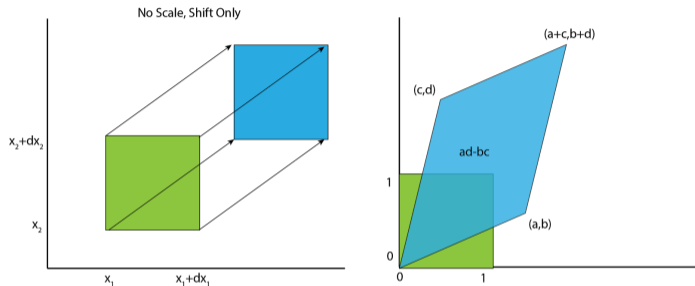 No Scale, Shift Only
x₂+dx₂
x₂
x₁
x₁+dx₁
(a+c,b+d)
(c,d)
ad-bc
1
(a,b)
0
0
1